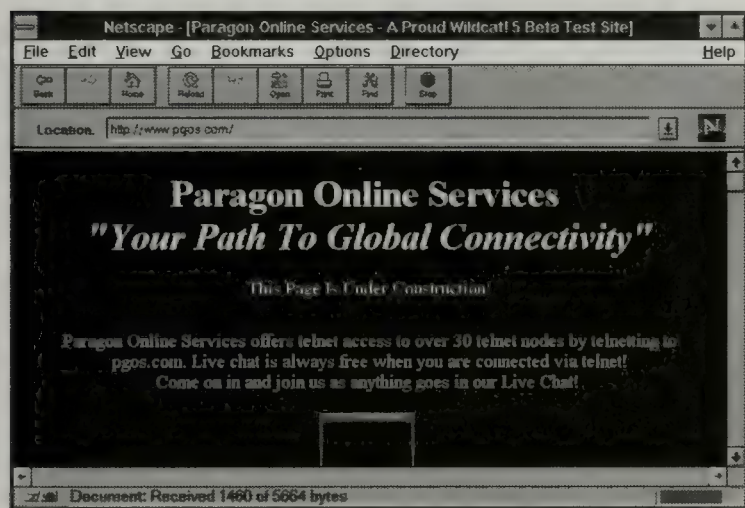 Netscape - [Paragon Online Services - A Proud Wildcat! 5 Beta Test Site]
File Edit View Go Bookmarks Options Directory Help
Back Home Reload Open Print Find Stop
Location: http://www.pgos.com/
N
Paragon Online Services
"Your Path To Global Connectivity"
This Page Is Under Construction!
Paragon Online Services offers telnet access to over 30 telnet nodes by telnetting to
pgos.com. Live chat is always free when you are connected via telnet!
Come on in and join us as anything goes in our Live Chat!
Document: Received 1460 of 5664 bytes